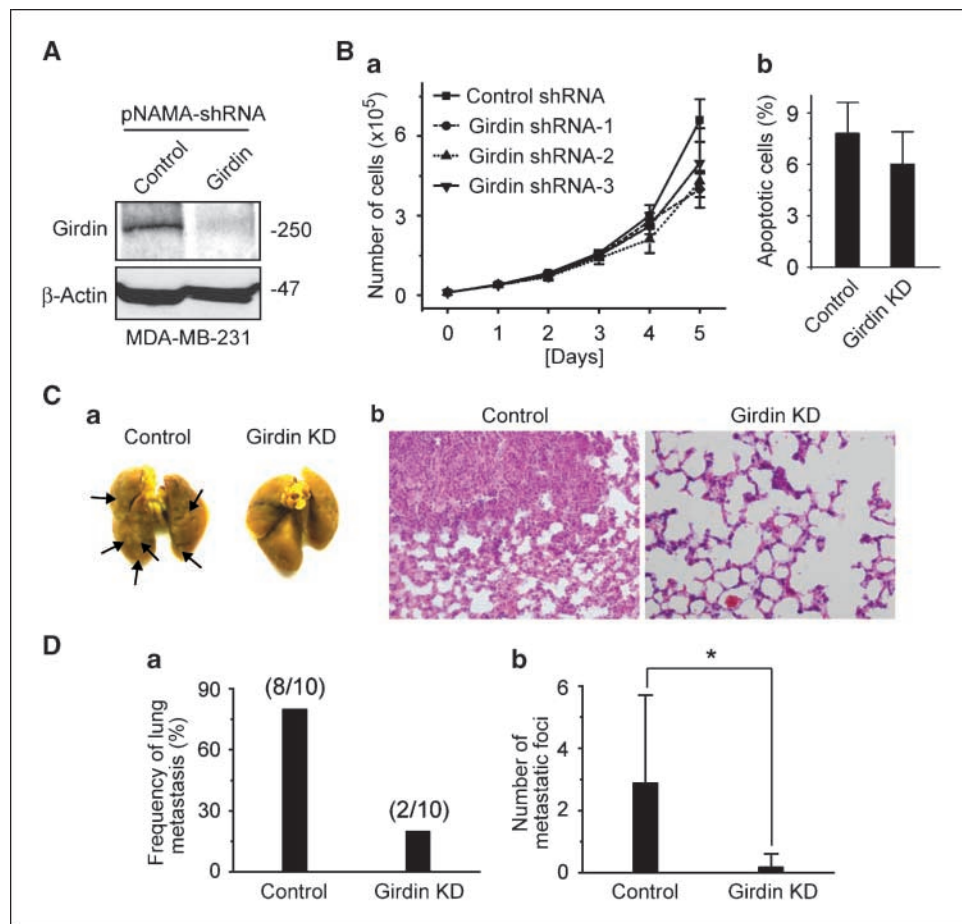 A
pNAMA-shRNA
Control
Girdin
Girdin
-250
β-Actin
-47
MDA-MB-231
B
a
Number of cells (x10⁵)
6
3
0
Control shRNA
Girdin shRNA-1
Girdin shRNA-2
Girdin shRNA-3
0 1 2 3 4 5
[Days]
b
Apoptotic cells (%)
9
6
3
0
Control
Girdin KD
C
a
Control
Girdin KD
b
Control
Girdin KD
D
a
Frequency of lung
metastasis (%)
90
60
30
0
(8/10)
(2/10)
Control
Girdin KD
b
Number of
metastatic foci
6
4
2
0
*
Control
Girdin KD